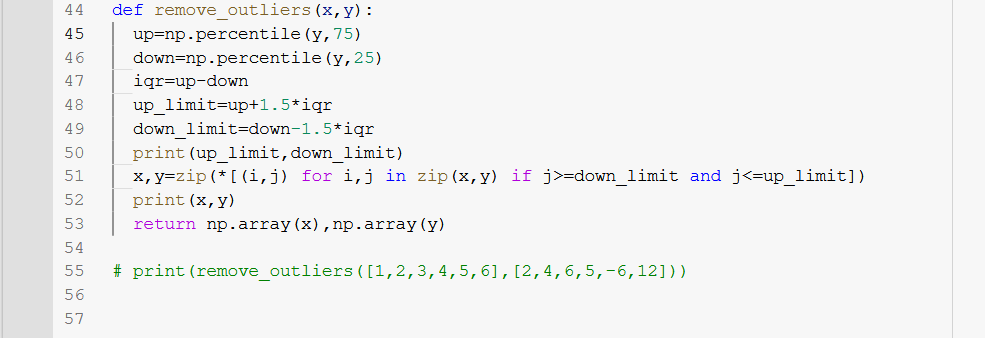 44 def remove_outliers(x,y):
45 up=np.percentile(y,75)
46 down=np.percentile(y,25)
47 iqr=up-down
48 up_limit=up+1.5*iqr
49 down_limit=down-1.5*iqr
50 print(up_limit,down_limit)
51 x,y=zip(*[(i,j) for i,j in zip(x,y) if j>=down_limit and j<=up_limit])
52 print(x,y)
53 return np.array(x),np.array(y)
54
55 # print(remove_outliers([1,2,3,4,5,6],[2,4,6,5,-6,12]))
56
57